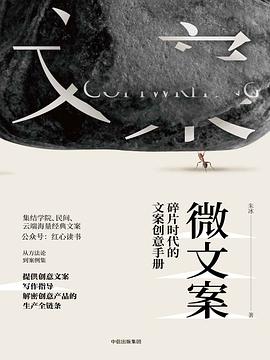 文案
COPYWRITING
朱冰 著
微文案
碎片时代的
文案创意手册
集结学院、民间、
云端海量经典文案
公众号：红心读书
从方法论
到案例集
提供创意文案
写作指导
解密创意产品的
生产全链条
中信出版集团